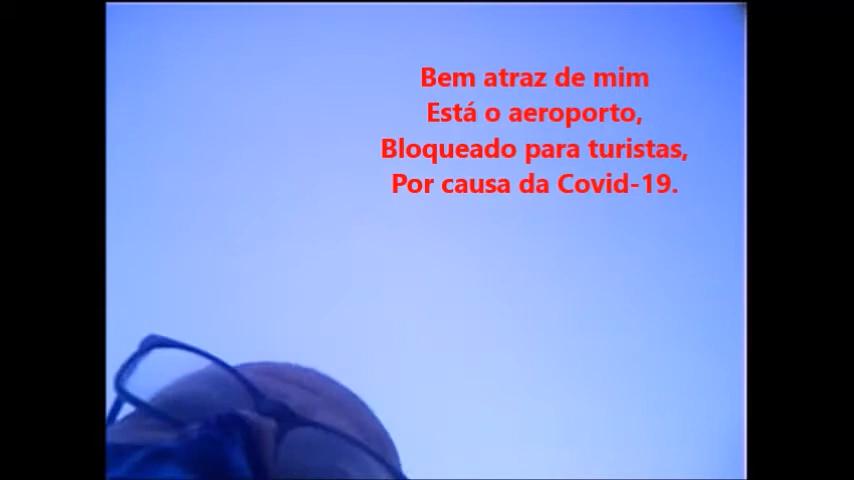 Bem atraz de mim
Está o aeroporto,
Bloqueado para turistas,
Por causa da Covid-19.